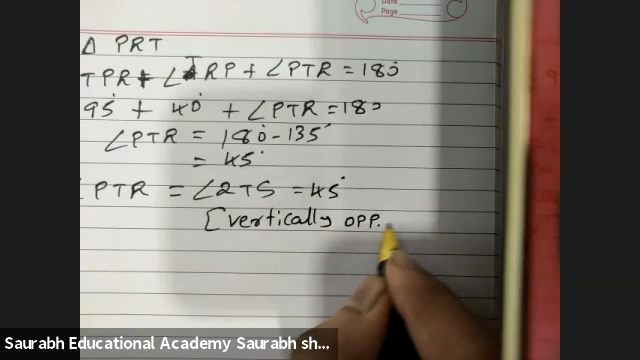 Date
Page
Δ PRT
TPR + ∠TRP + ∠PTR = 180°
95° + 40° + ∠PTR = 180
∠PTR = 180° - 135°
= 45°
∠PTR = ∠QTS = 45°
[vertically opp.
Saurabh Educational Academy Saurabh sh...